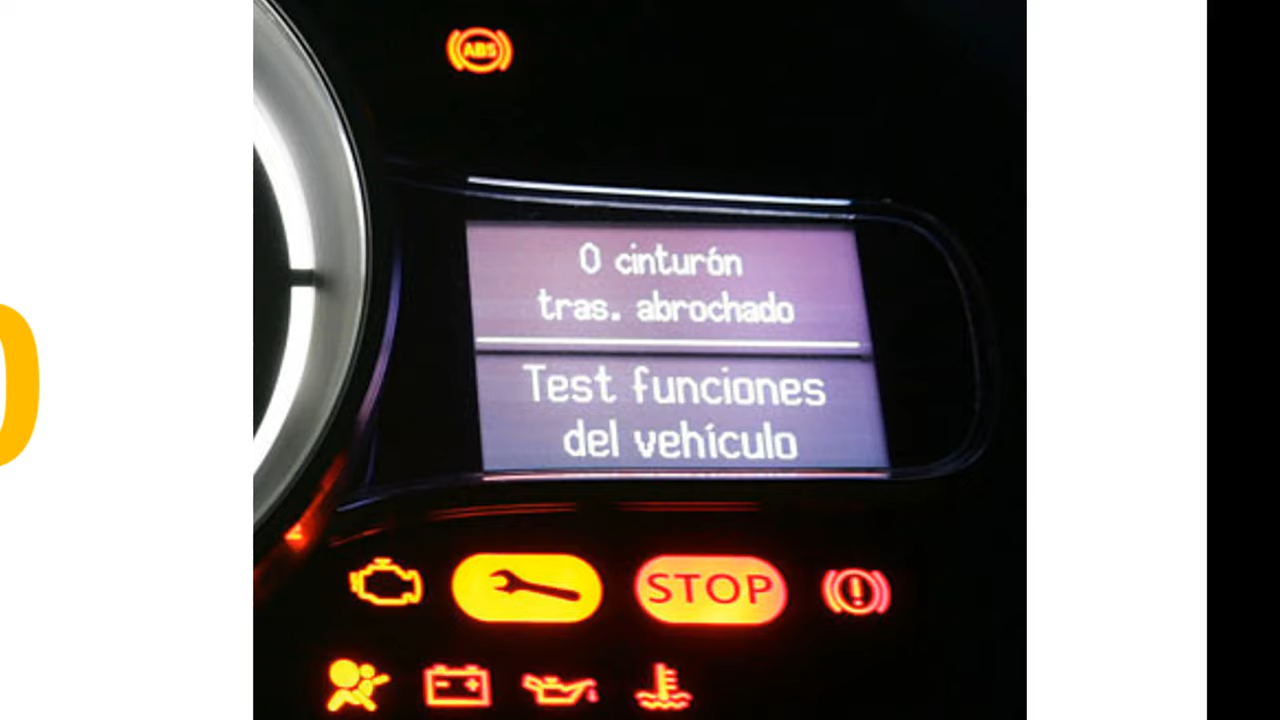 ABS
0 cinturón
tras. abrochado
Test funciones
del vehículo
STOP